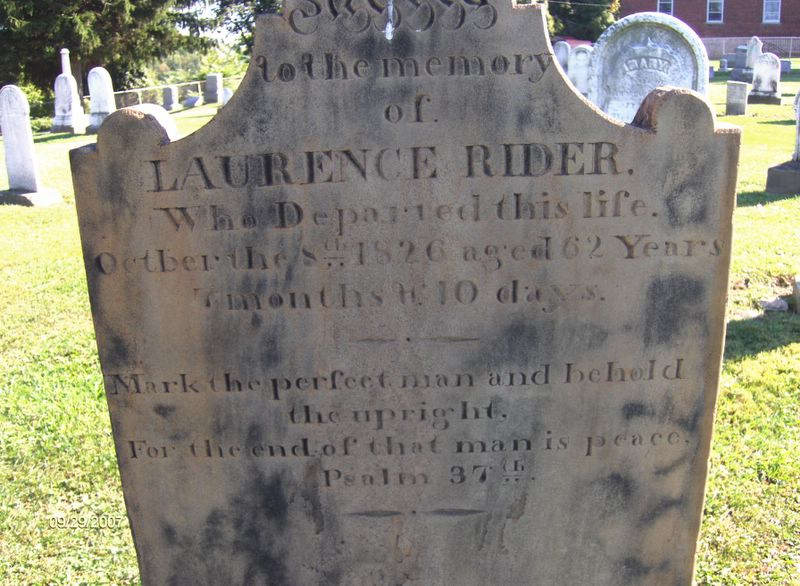 to the memory
of.
LAURENCE RIDER.
Who Departed this life.
Octber the 8th 1826 aged 62 Years
7 months & 10 days.
Mark the perfect man and behold
the upright.
For the end of that man is peace.
Psalm 37th.
MARY
09/29/2007